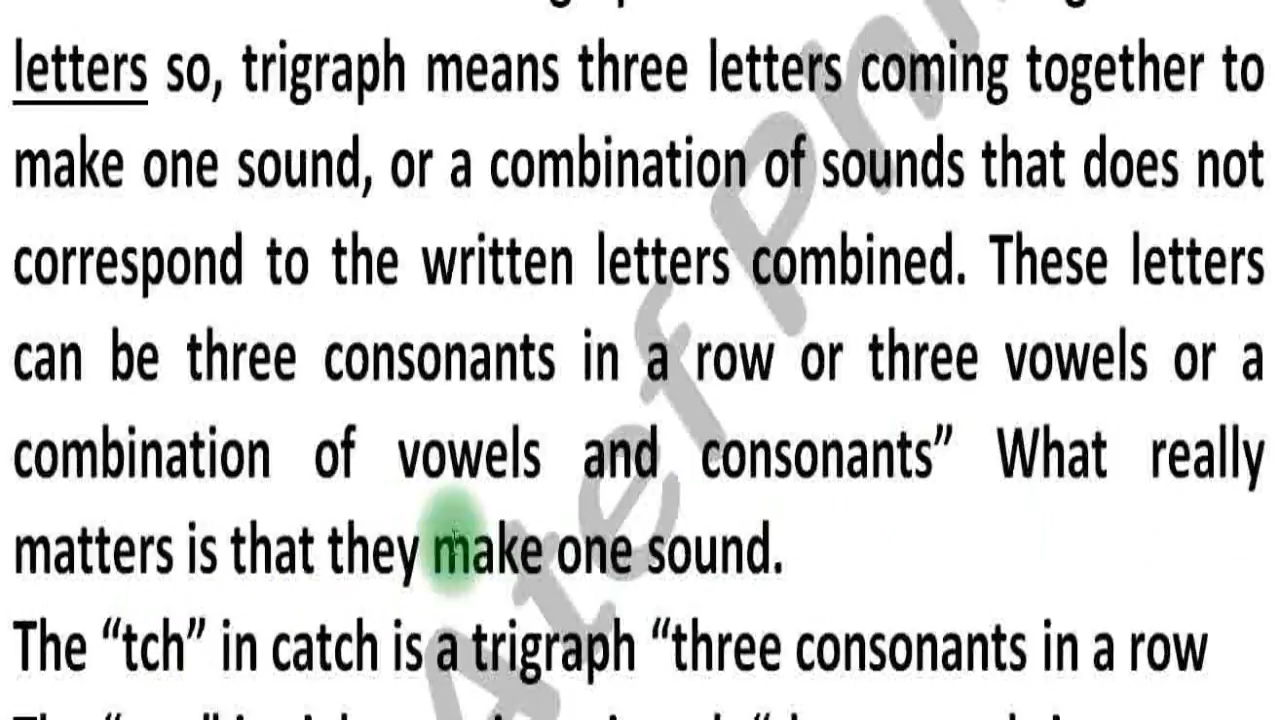 letters so, trigraph means three letters coming together to
make one sound, or a combination of sounds that does not
correspond to the written letters combined. These letters
can be three consonants in a row or three vowels or a
combination of vowels and consonants” What really
matters is that they make one sound.
The “tch” in catch is a trigraph “three consonants in a row
Atef Ph